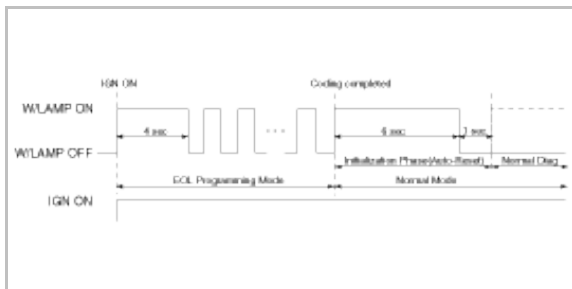 IGN ON Coding completed
W/LAMP ON
4 sec 6 sec 1 sec
W/LAMP OFF
Initialization Phase(Auto-Reset) Normal Diag
EOL Programming Mode Normal Mode
IGN ON